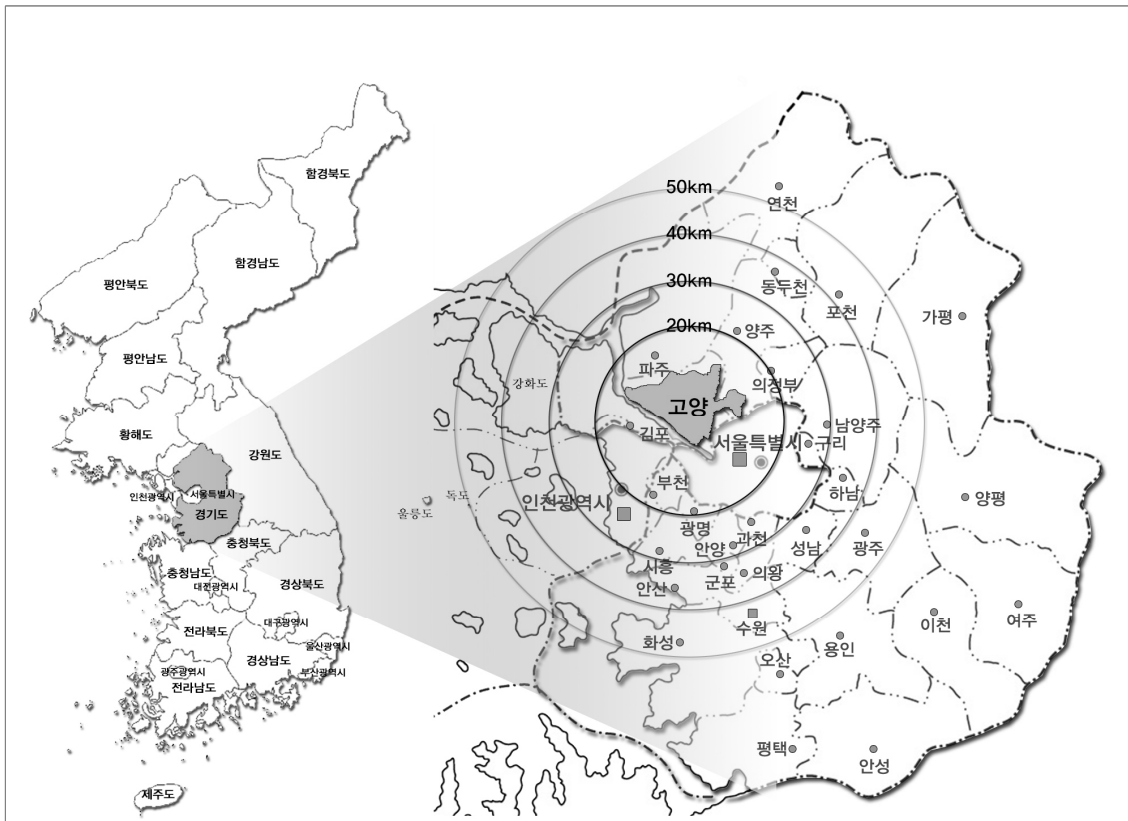 함경북도
함경남도
평안북도
평안남도
황해도
강원도
인천광역시
서울특별시
경기도
충청북도
충청남도
대전광역시
경상북도
전라북도
대구광역시
울산광역시
경상남도
부산광역시
광주광역시
전라남도
제주도
50km
연천
40km
동두천
30km
포천
가평
20km
양주
파주
의정부
강화도
고양
김포
남양주
서울특별시
구리
부천
하남
독도
울릉도
인천광역시
양평
광명
과천
안양
성남
광주
시흥
군포
의왕
안산
수원
이천
여주
화성
용인
오산
평택
안성